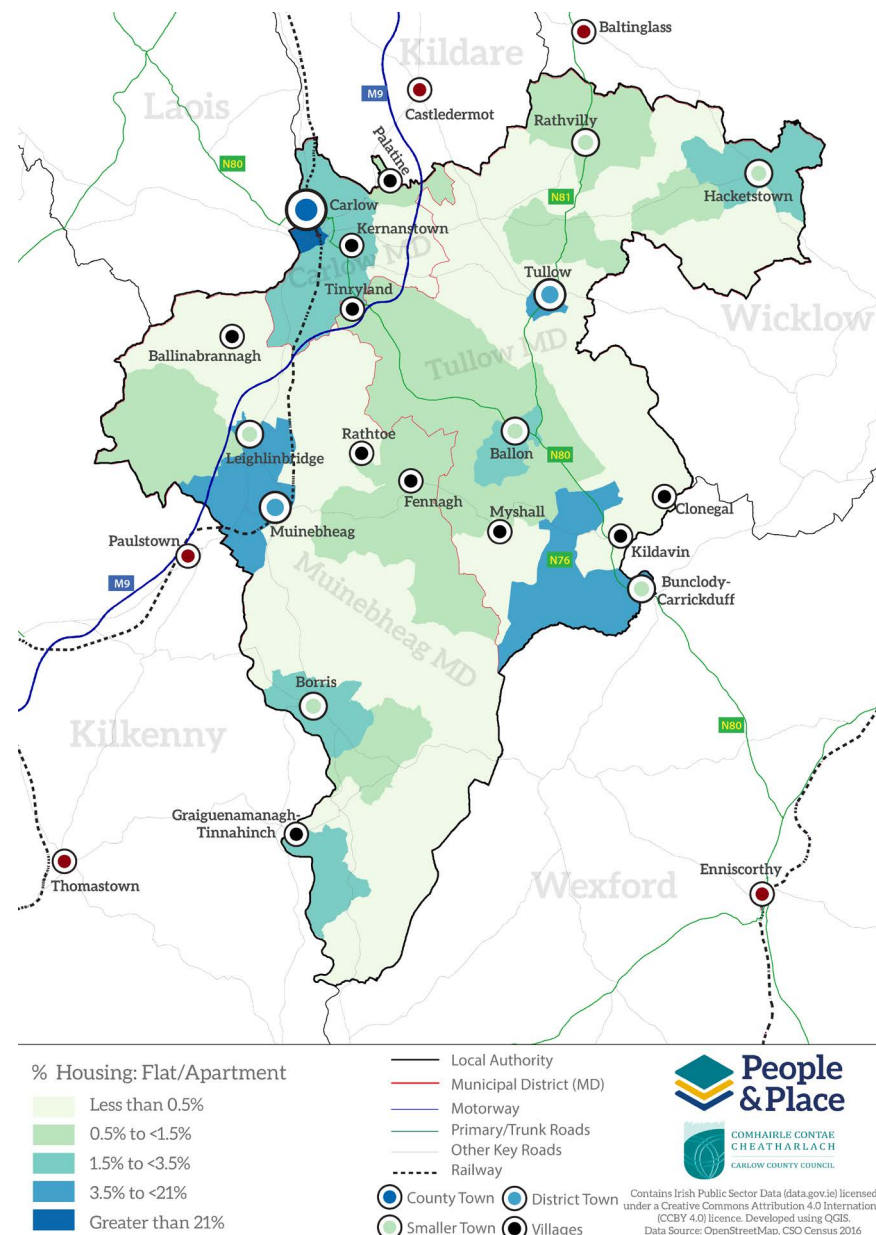 Baltinglass
Kildare
M9
Castledermot
Laois
Rathvilly
Palatine
N80
Hacketstown
N81
Carlow
Kernanstown
Carlow MD
Tullow
Tinryland
Wicklow
Ballinabrannagh
Tullow MD
Rathtoe
Leighlinbridge
Ballon
N80
Fennagh
Clonegal
Myshall
Muinebheag
Kildavin
Paulstown
N76
M9
Bunclody-
Carrickduff
Muinebheag MD
Borris
N80
Kilkenny
Graiguenamanagh-
Tinnahinch
Enniscorthy
Wexford
Thomastown
% Housing: Flat/Apartment
Less than 0.5%
0.5% to <1.5%
1.5% to <3.5%
3.5% to <21%
Greater than 21%
Local Authority
Municipal District (MD)
Motorway
Primary/Trunk Roads
Other Key Roads
Railway
County Town
District Town
Smaller Town
Villages
People
&Place
COMHAIRLE CONTAE
CHEATHARLACH
CARLOW COUNTY COUNCIL
Contains Irish Public Sector Data (data.gov.ie) licensed
under a Creative Commons Attribution 4.0 Internation
(CCBY 4.0) licence. Developed using QGIS.
Data Source: OpenStreetMap, CSO Census 2016